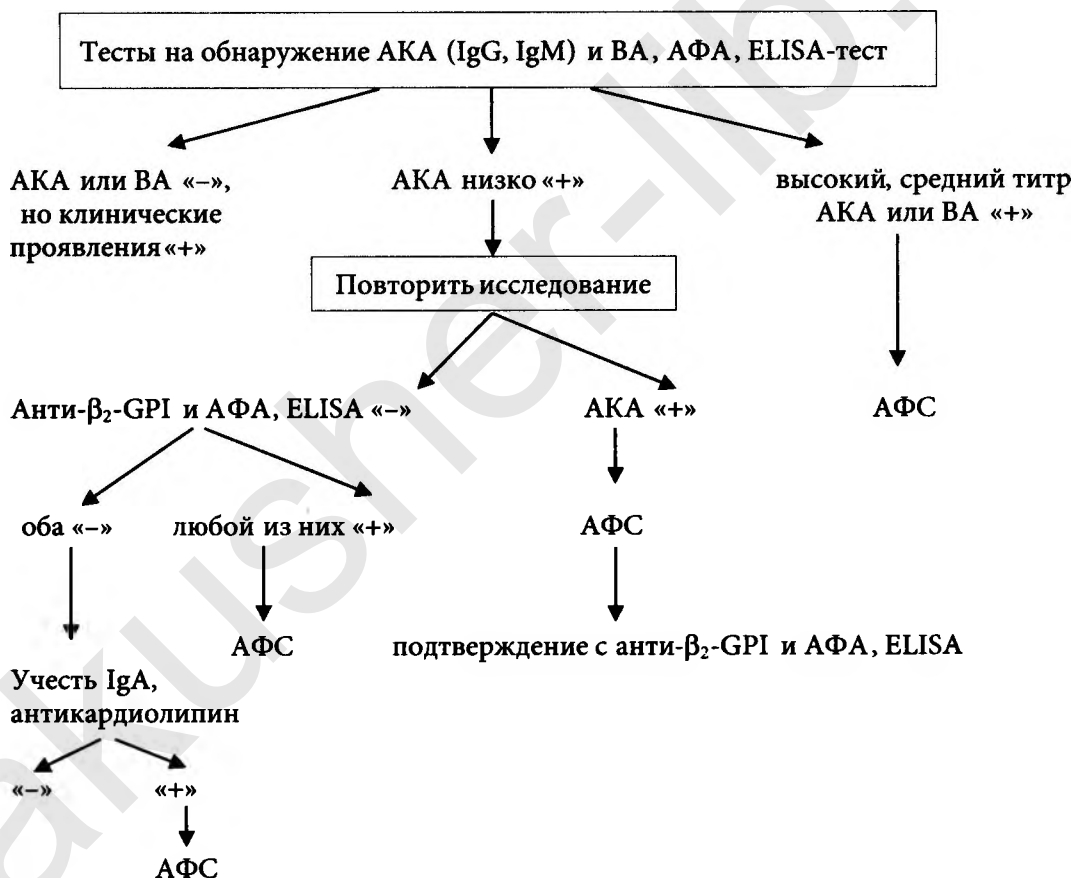 Тесты на обнаружение АКА (IgG, IgM) и ВА, АФА, ELISA-тест
АКА или ВА «–»,
но клинические
проявления «+»
АКА низко «+»
высокий, средний титр
АКА или ВА «+»
Повторить исследование
Анти-β₂-GPI и АФА, ELISA «–»
АКА «+»
АФС
оба «–»
любой из них «+»
АФС
АФС
подтверждение с анти-β₂-GPI и АФА, ELISA
Учесть IgA,
антикардиолипин
«–»
«+»
АФС
akusher-lib.